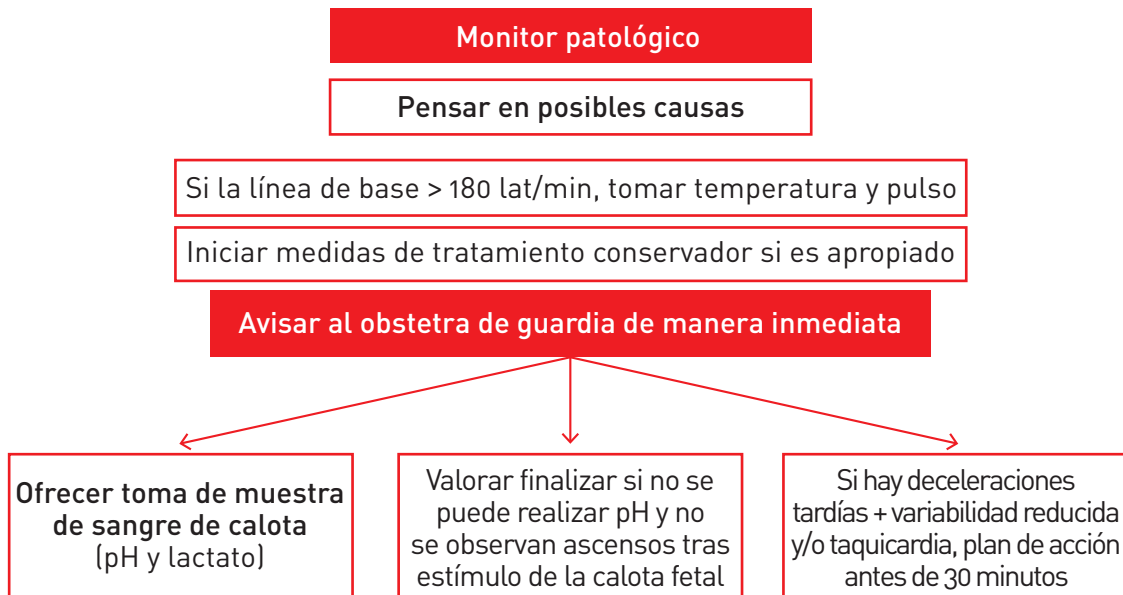 Monitor patológico
Pensar en posibles causas
Si la línea de base > 180 lat/min, tomar temperatura y pulso
Iniciar medidas de tratamiento conservador si es apropiado
Avisar al obstetra de guardia de manera inmediata
Ofrecer toma de muestra
de sangre de calota
(pH y lactato)
Valorar finalizar si no se
puede realizar pH y no
se observan ascensos tras
estímulo de la calota fetal
Si hay deceleraciones
tardías + variabilidad reducida
y/o taquicardia, plan de acción
antes de 30 minutos